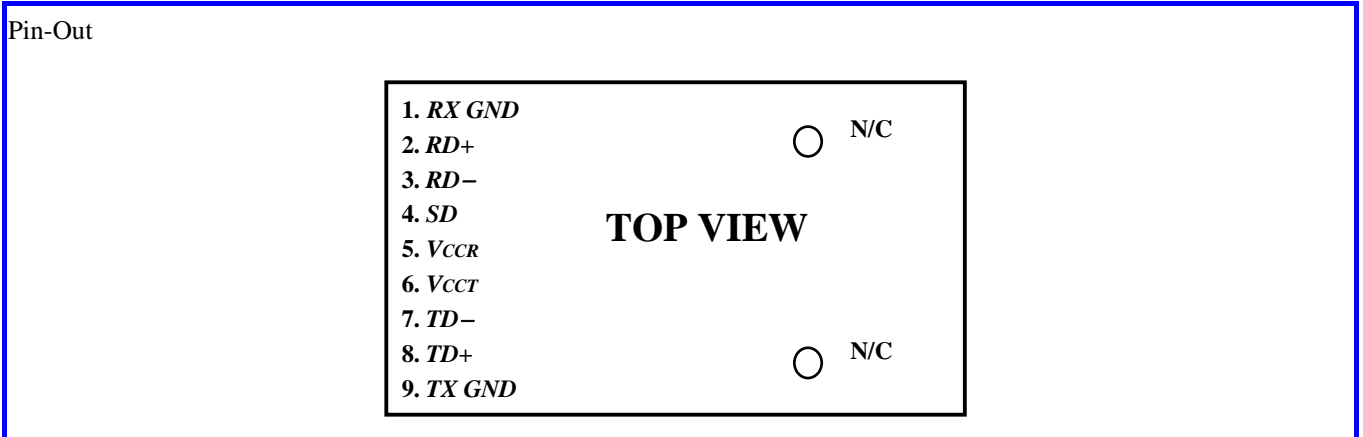 Pin-Out
1. RX GND
N/C
2. RD+
3. RD−
4. SD
TOP VIEW
5. VCCR
6. VCCT
7. TD−
8. TD+
N/C
9. TX GND